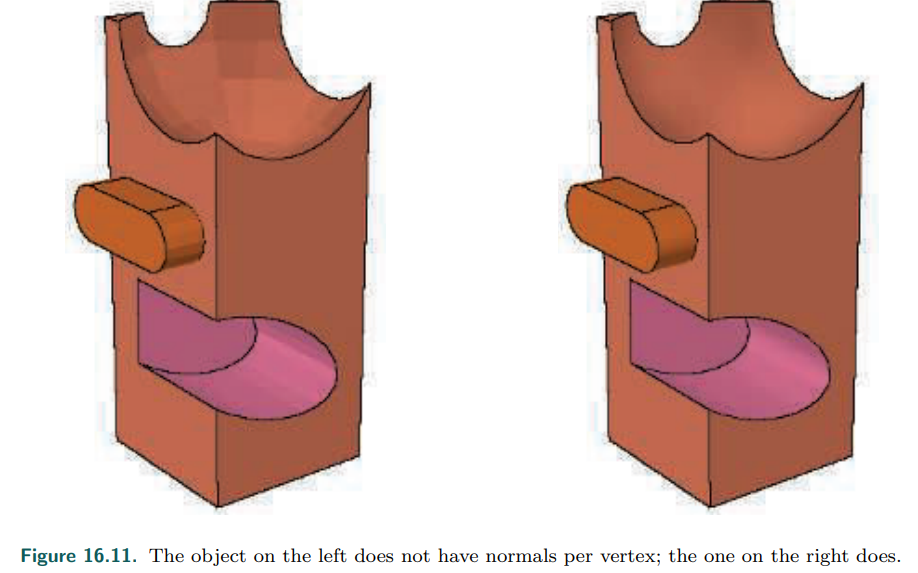 Figure 16.11. The object on the left does not have normals per vertex; the one on the right does.